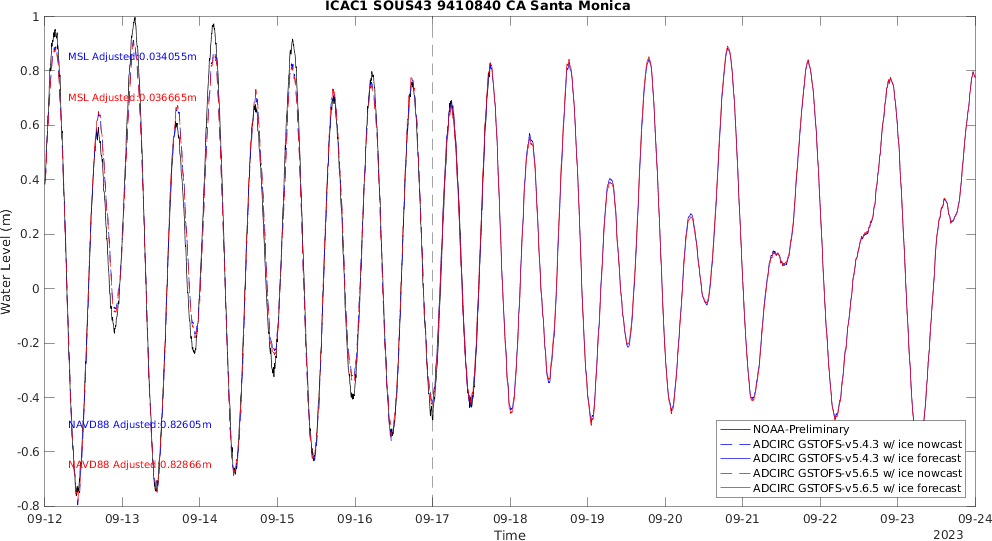 ICAC1 SOUS43 9410840 CA Santa Monica
Water Level (m)
1
0.8
0.6
0.4
0.2
0
-0.2
-0.4
-0.6
-0.8
MSL Adjusted:0.034055m
MSL Adjusted:0.036665m
NAVD88 Adjusted:0.82605m
NAVD88 Adjusted:0.82866m
NOAA-Preliminary
ADCIRC GSTOFS-v5.4.3 w/ ice nowcast
ADCIRC GSTOFS-v5.4.3 w/ ice forecast
ADCIRC GSTOFS-v5.6.5 w/ ice nowcast
ADCIRC GSTOFS-v5.6.5 w/ ice forecast
09-12 09-13 09-14 09-15 09-16 09-17 09-18 09-19 09-20 09-21 09-22 09-23 09-24
Time
2023